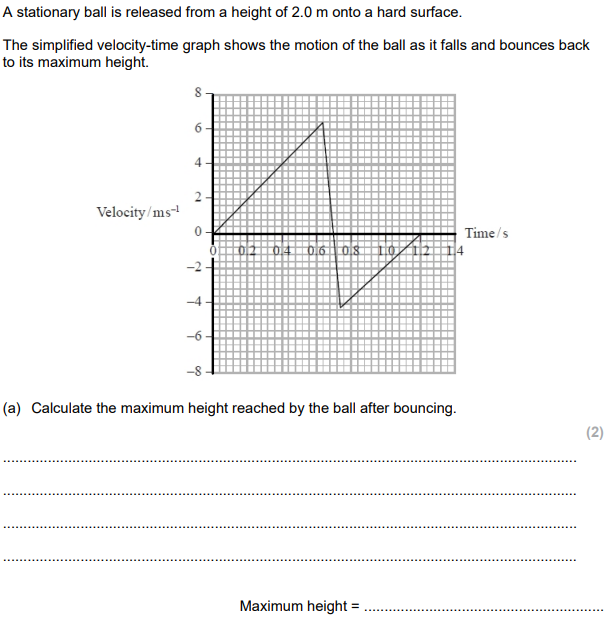 A stationary ball is released from a height of 2.0 m onto a hard surface.
The simplified velocity-time graph shows the motion of the ball as it falls and bounces back
to its maximum height.
8
6
4
2
Velocity/ms⁻¹
0
Time/s
0 0.2 0.4 0.6 0.8 1.0 1.2 1.4
−2
−4
−6
−8
(a) Calculate the maximum height reached by the ball after bouncing.
(2)
Maximum height =